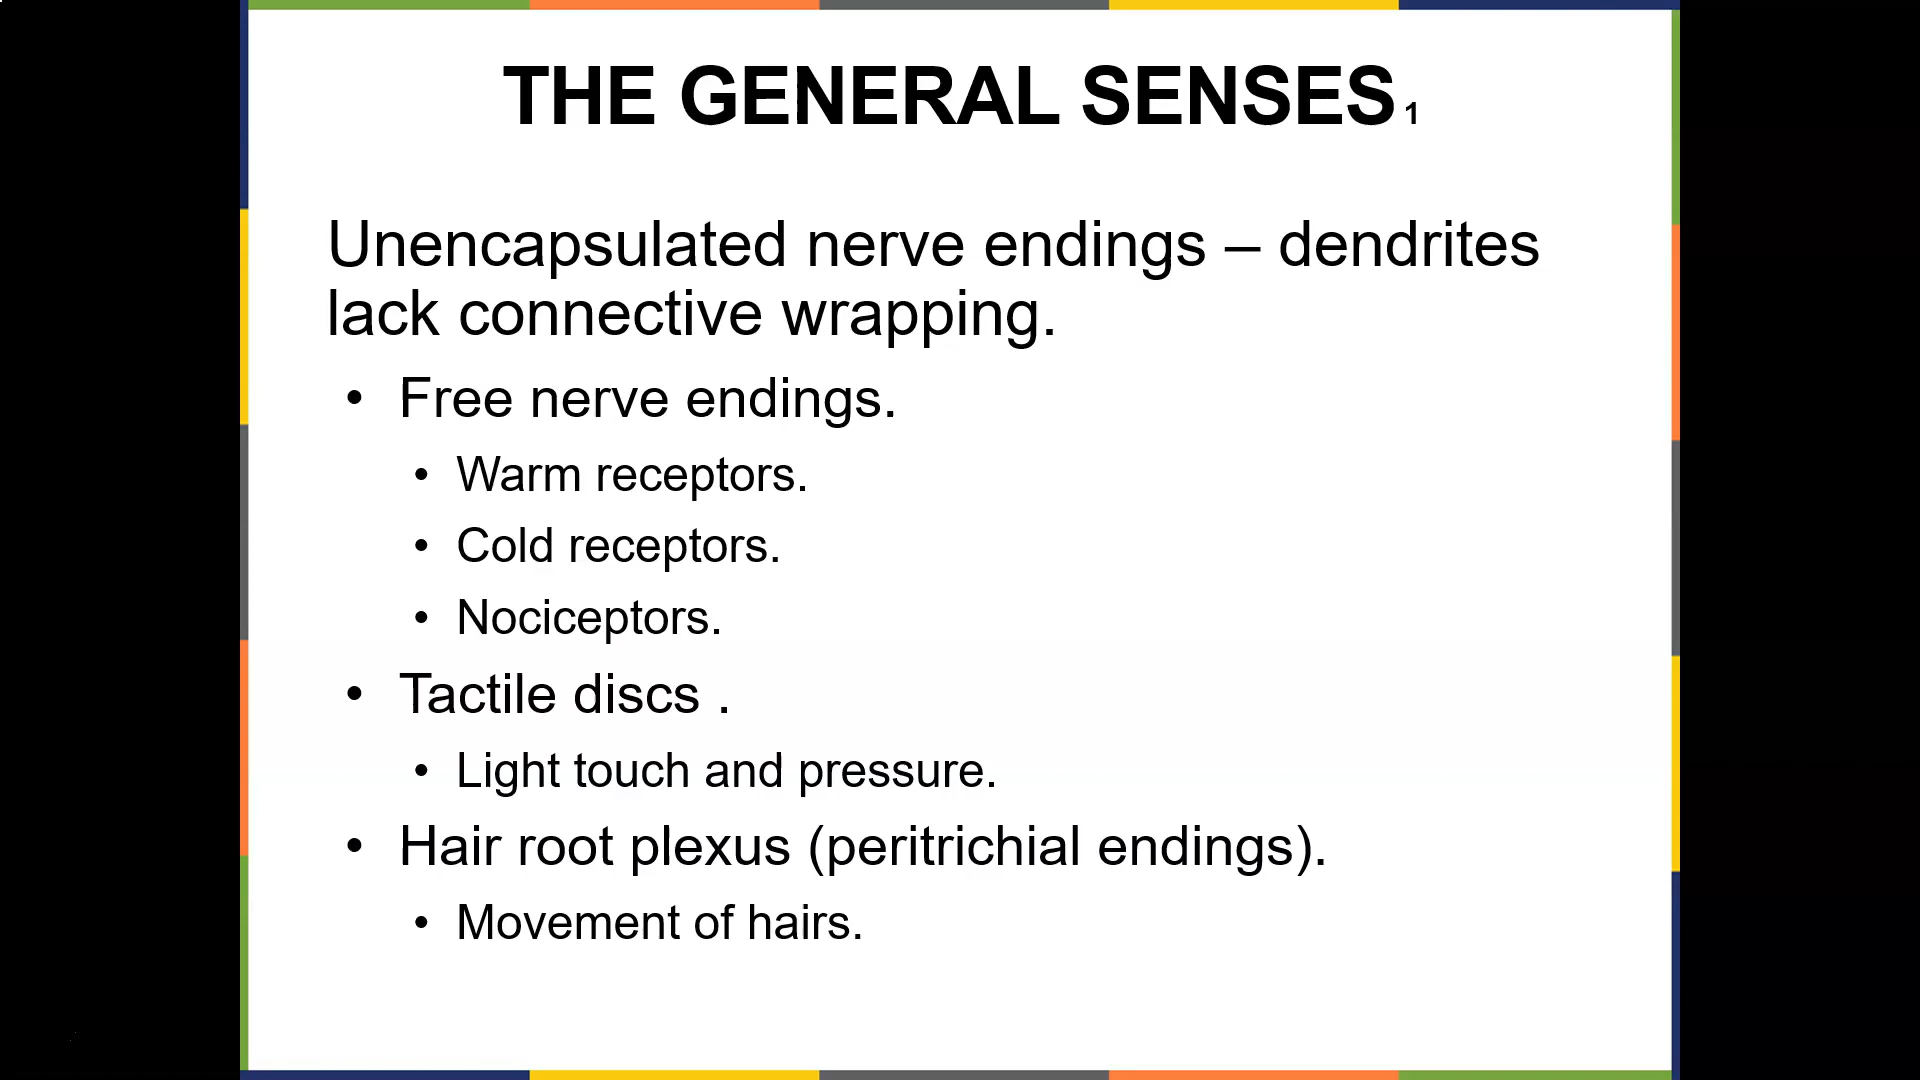 THE GENERAL SENSES 1
Unencapsulated nerve endings – dendrites
lack connective wrapping.
• Free nerve endings.
• Warm receptors.
• Cold receptors.
• Nociceptors.
• Tactile discs .
• Light touch and pressure.
• Hair root plexus (peritrichial endings).
• Movement of hairs.